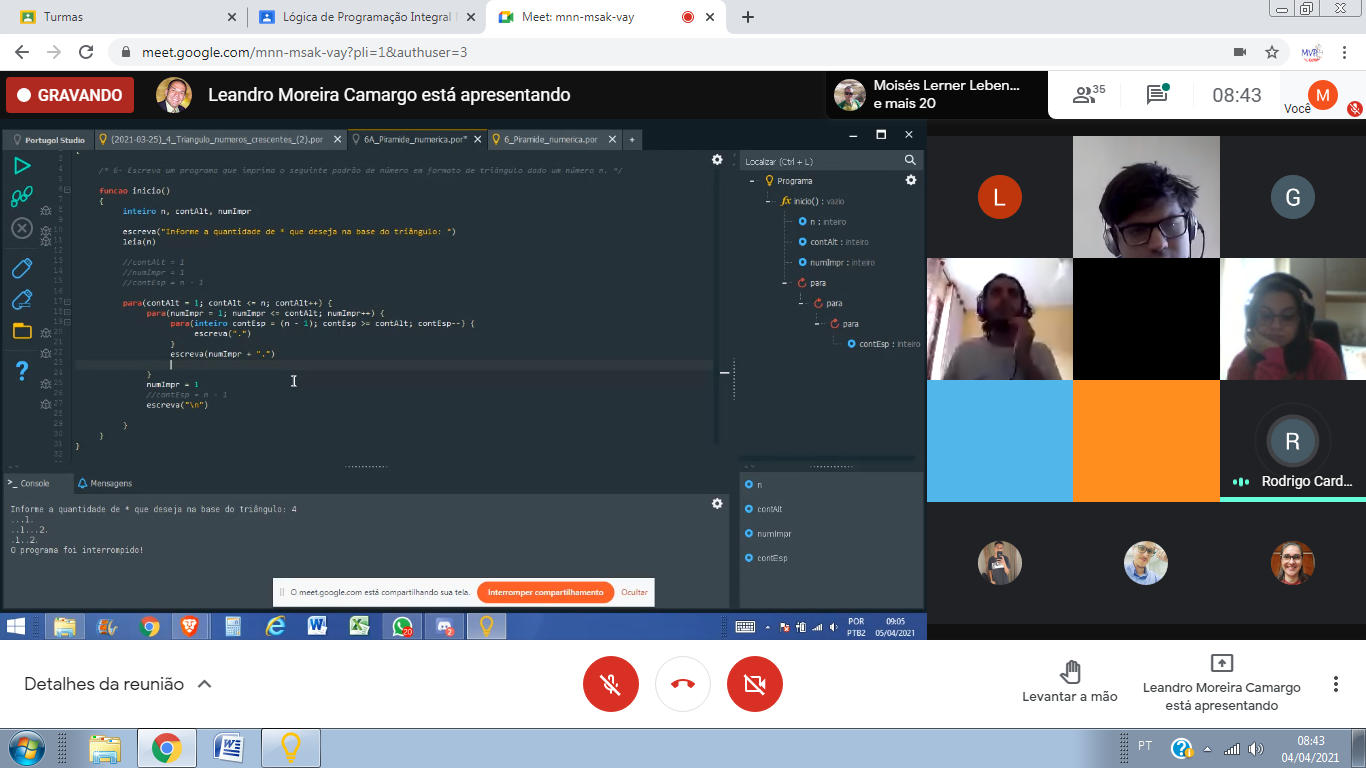 Turmas
Lógica de Programação Integral
Meet: mnn-msak-vay
meet.google.com/mnn-msak-vay?pli=1&authuser=3
GRAVANDO
Leandro Moreira Camargo está apresentando
Moisés Lerner Leben...
e mais 20
35
08:43
Você
M
Portugol Studio
(2021-03-25)_4_Triangulo_numeros_crescentes_(2).por
6A_Piramide_numerica.por*
6_Piramide_numerica.por
/* 6- Escreva um programa que imprima o seguinte padrão de número em formato de triângulo dado um número n. */
funcao inicio()
{
inteiro n, contAlt, numImpr
escreva("Informe a quantidade de * que deseja na base do triângulo: ")
leia(n)
//contAlt = 1
//numImpr = 1
//contEsp = n - 1
para(contAlt = 1; contAlt <= n; contAlt++) {
para(numImpr = 1; numImpr <= contAlt; numImpr++) {
para(inteiro contEsp = (n - 1); contEsp >= contAlt; contEsp--) {
escreva(".")
}
escreva(numImpr + ".")
}
numImpr = 1
//contEsp = n - 1
escreva("\n")
}
}
}
Localizar (Ctrl + L)
Programa
inicio() : vazio
n : inteiro
contAlt : inteiro
numImpr : inteiro
para
para
para
contEsp : inteiro
Console
Mensagens
Informe a quantidade de * que deseja na base do triângulo: 4
...1.
..1...2.
.1..2.
O programa foi interrompido!
n
contAlt
numImpr
contEsp
O meet.google.com está compartilhando sua tela.
Interromper compartilhamento
Ocultar
20
2
POR
PTB2
09:05
05/04/2021
L
G
R
Rodrigo Card...
Detalhes da reunião
Levantar a mão
Leandro Moreira Camargo
está apresentando
PT
08:43
04/04/2021